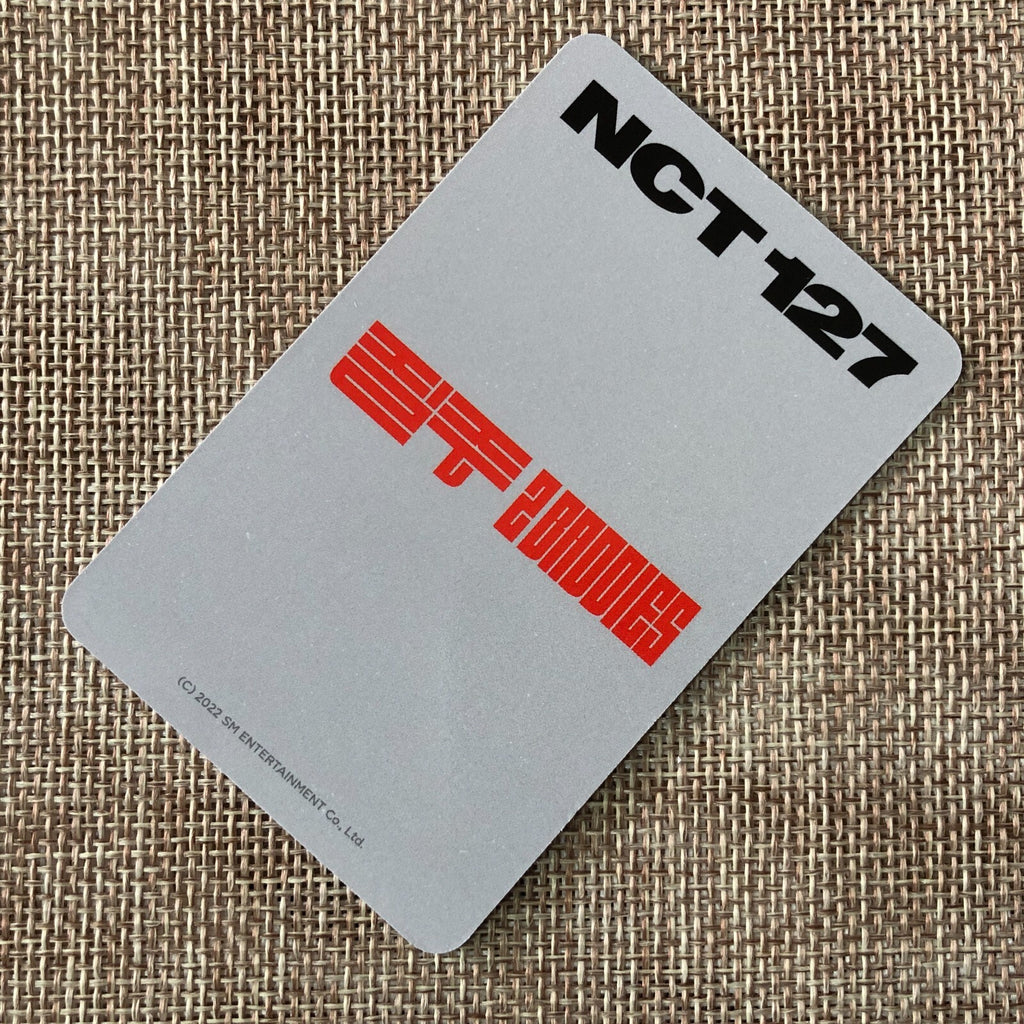 NCT 127
질주 2 BADDIES
(C) 2022 SM ENTERTAINMENT Co., Ltd.